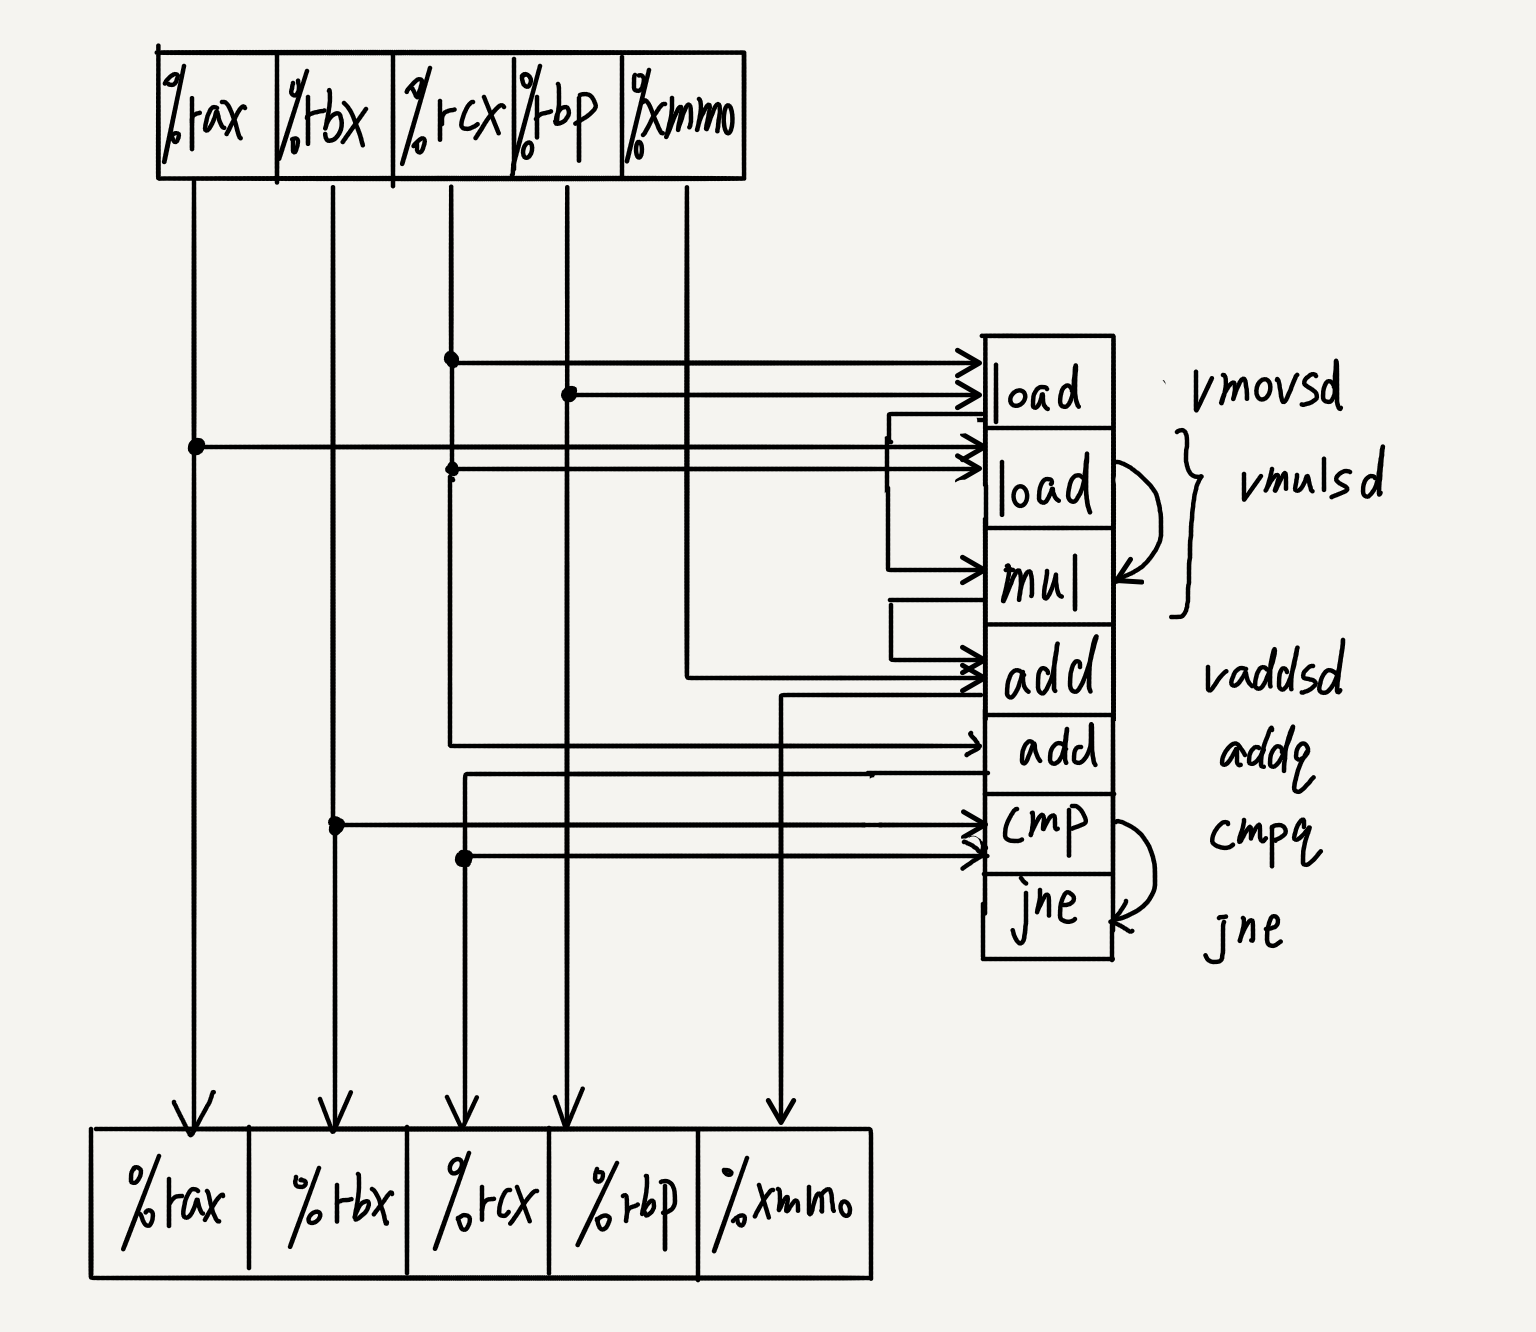 %rax %rbx %rcx %rbp %xmm0
load vmovsd
load vmulsd
mul
add vaddsd
add addq
cmp cmpq
jne jne
%rax %rbx %rcx %rbp %xmm0